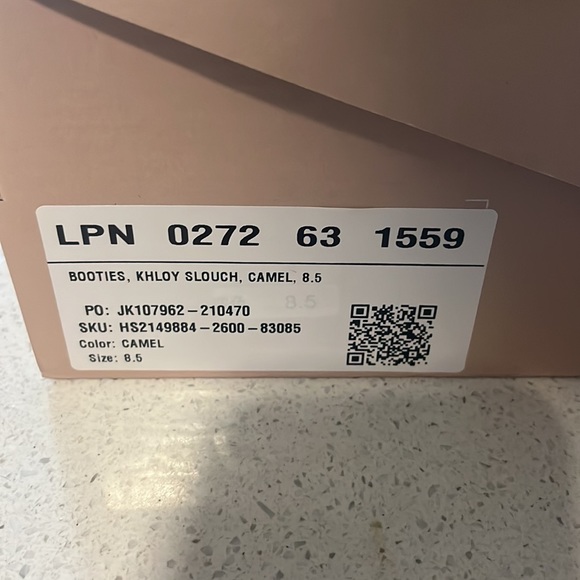 LPN 0272 63 1559
BOOTIES, KHLOY SLOUCH, CAMEL, 8.5
8.5
PO: JK107962-210470
SKU: HS2149884-2600-83085
Color: CAMEL
Size: 8.5